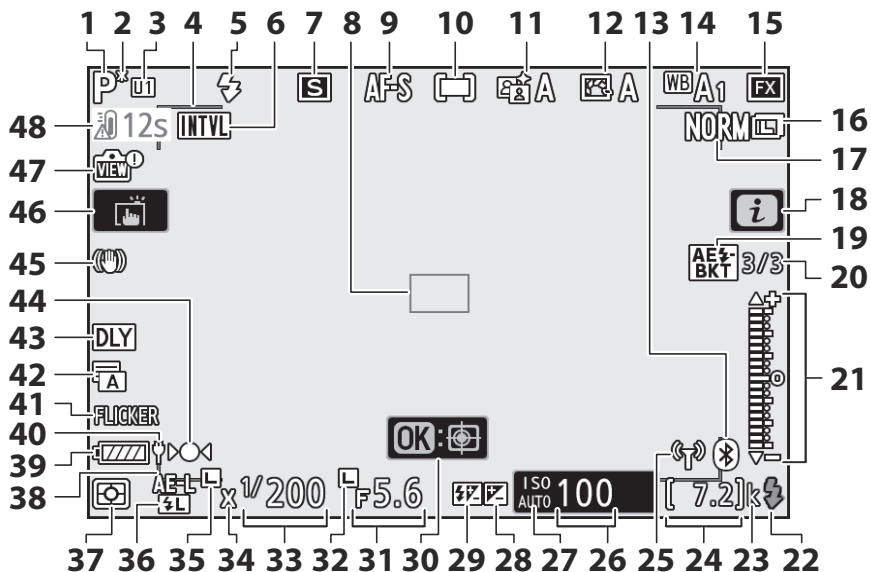 1 2 3 4 5 6 7 8 9 10 11 12 13 14 15
P* U1 S AF-S A A WB A1 FX
48 12s INTVL NORM L 16
17
47 VIEW !
46 i 18
19
45 AE BKT 3/3 20
44
43 DLY
42 A 21
41 FLICKER
40
39 OK :
38 AE-L L X 1/200 L F5.6 ISO AUTO 100 [ 7.2]k
L
37 36 35 34 33 32 31 30 29 28 27 26 25 24 23 22